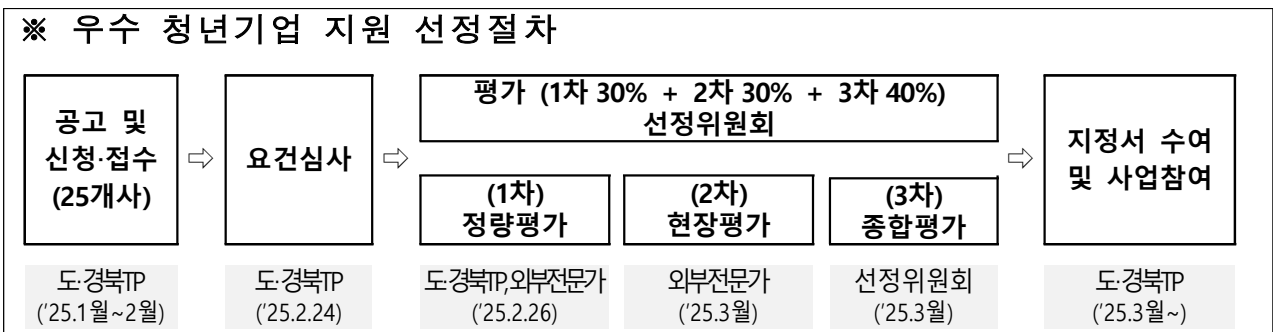 ※ 우수 청년기업 지원 선정절차
공고 및
신청·접수
(25개사)
⇨
요건심사
⇨
평가 (1차 30% + 2차 30% + 3차 40%)
선정위원회
(1차)
정량평가
(2차)
현장평가
(3차)
종합평가
⇨
지정서 수여
및 사업참여
도·경북TP
('25.1월~2월)
도·경북TP
('25.2.24)
도·경북TP,외부전문가
('25.2.26)
외부전문가
('25.3월)
선정위원회
('25.3월)
도·경북TP
('25.3월~)